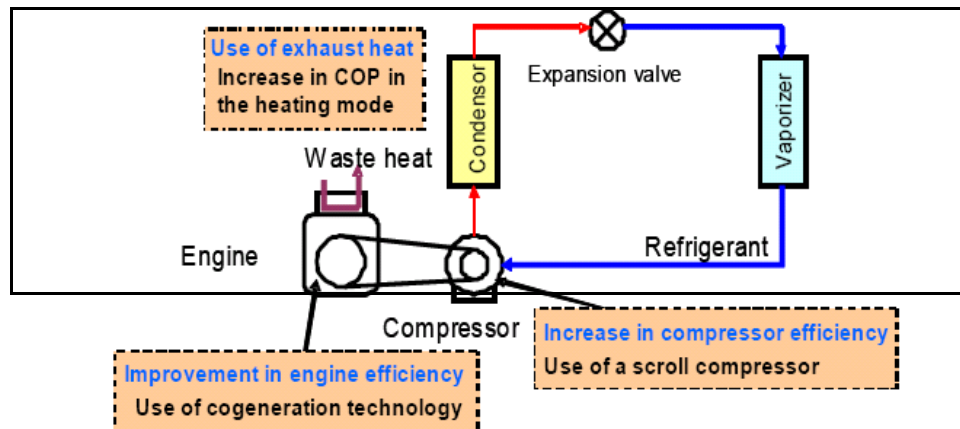 Use of exhaust heat
Increase in COP in
the heating mode
Expansion valve
Condensor
Vaporizer
Waste heat
Engine
Refrigerant
Compressor
Increase in compressor efficiency
Use of a scroll compressor
Improvement in engine efficiency
Use of cogeneration technology